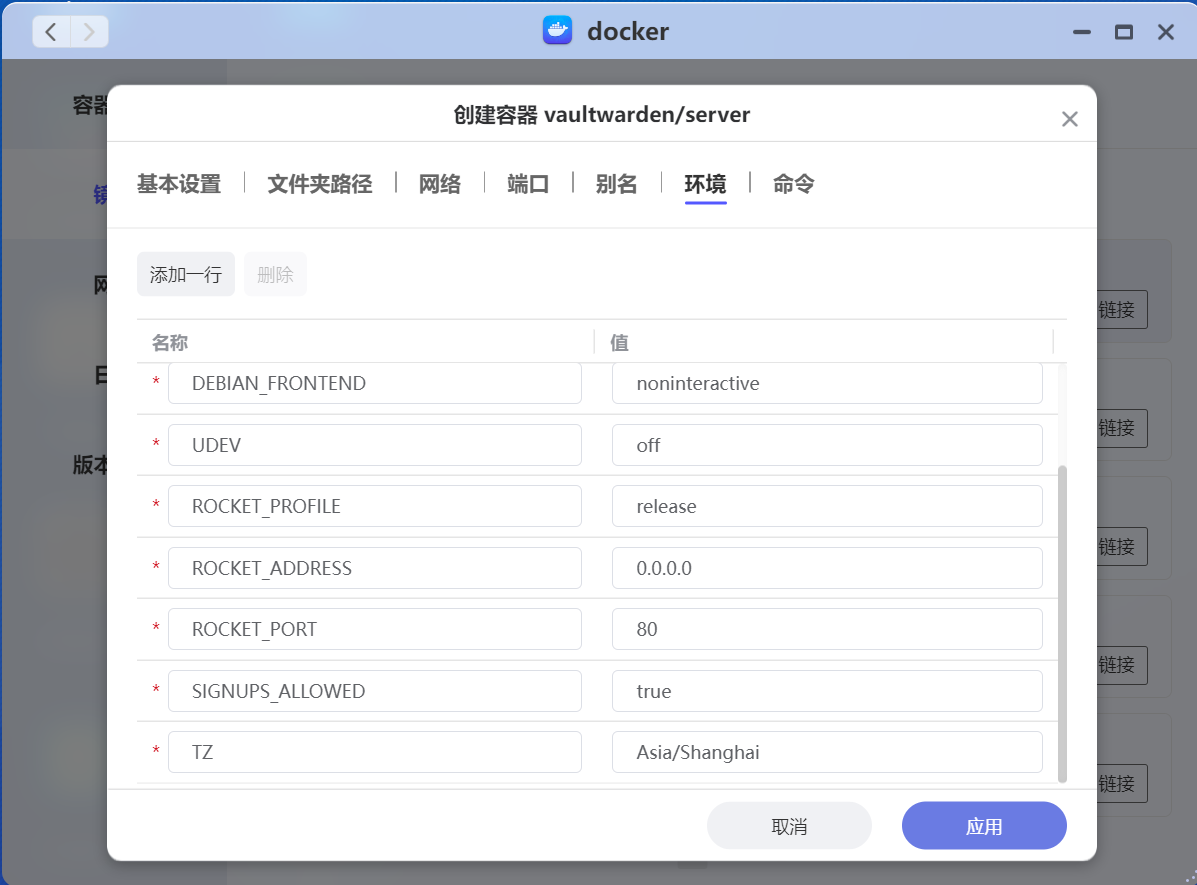 docker
容器
创建容器 vaultwarden/server
基本设置 文件夹路径 网络 端口 别名 环境 命令
镜
添加一行 删除
网
链接
名称 值
* DEBIAN_FRONTEND noninteractive
日
链接
* UDEV off
版本
* ROCKET_PROFILE release
链接
* ROCKET_ADDRESS 0.0.0.0
* ROCKET_PORT 80
链接
* SIGNUPS_ALLOWED true
* TZ Asia/Shanghai
链接
取消 应用